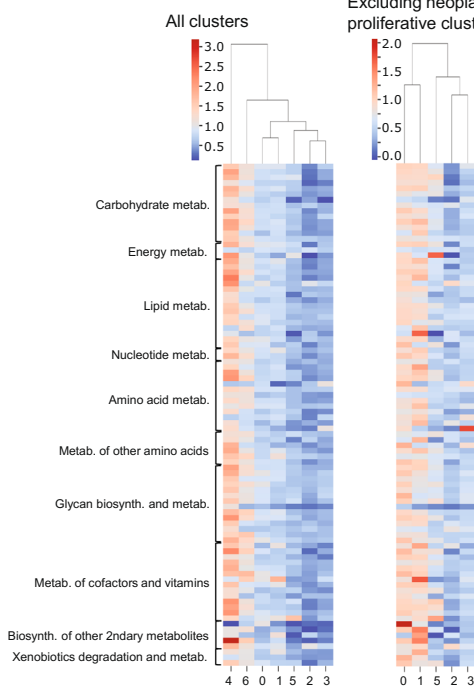 All clusters
Excluding
proliferative
3.0
2.5
2.0
1.5
1.0
0.5
2.0
1.5
1.0
0.5
0.0
Carbohydrate metab.
Energy metab.
Lipid metab.
Nucleotide metab.
Amino acid metab.
Metab. of other amino acids
Glycan biosynth. and metab.
Metab. of cofactors and vitamins
Biosynth. of other 2ndary metabolites
Xenobiotics degradation and metab.
4 6 0 1 5 2 3
0 1 5 2 3